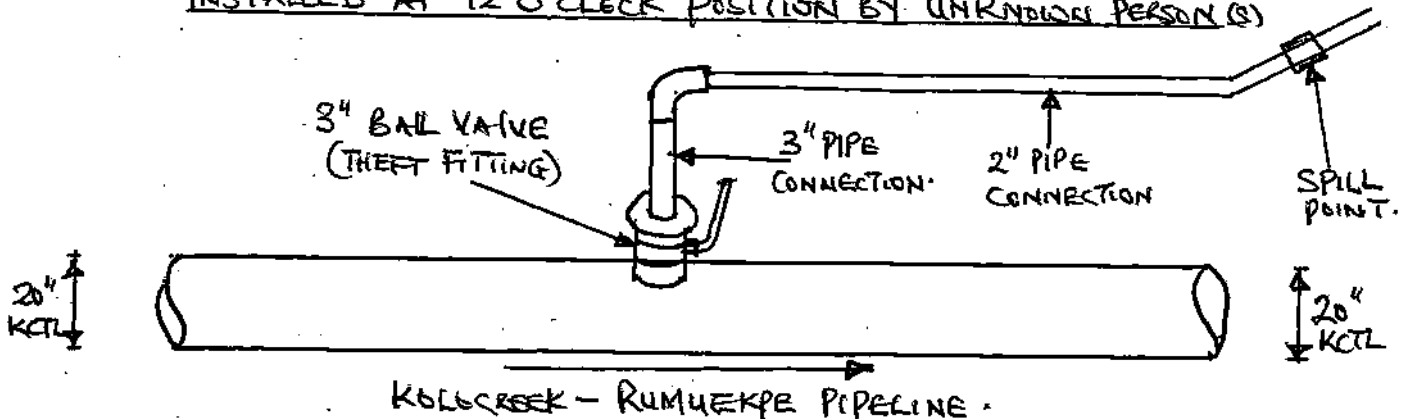 INSTALLED AT 12 O'CLOCK POSITION BY UNKNOWN PERSON(S)
3" BALL VALVE
(THEFT FITTING)
3" PIPE
CONNECTION.
2" PIPE
CONNECTION
SPILL
POINT.
20"
KCTL
20"
KCTL
KOLOCREEK - RUMUEKPE PIPELINE.